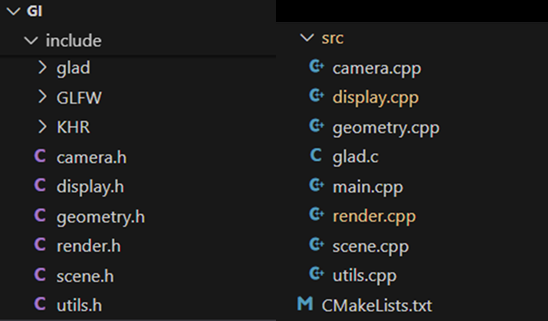 GI
include
glad
GLFW
KHR
camera.h
display.h
geometry.h
render.h
scene.h
utils.h
src
camera.cpp
display.cpp
geometry.cpp
glad.c
main.cpp
render.cpp
scene.cpp
utils.cpp
CMakeLists.txt